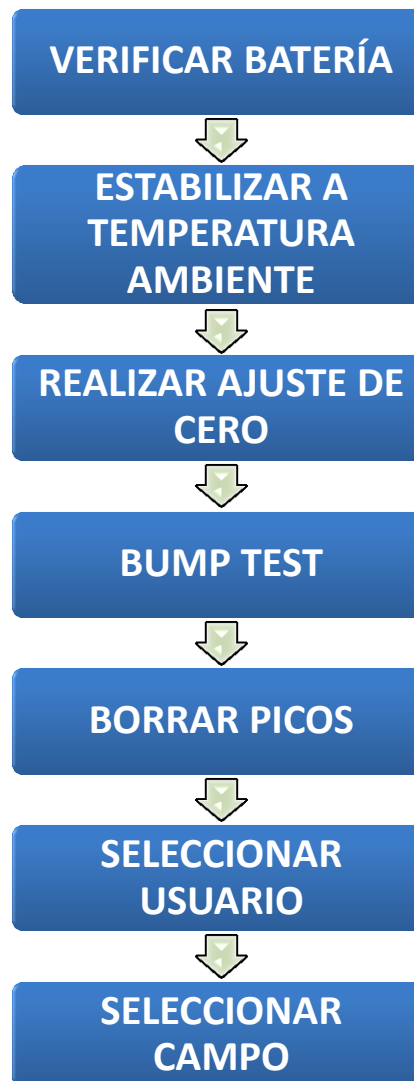 VERIFICAR BATERÍA
ESTABILIZAR A
TEMPERATURA
AMBIENTE
REALIZAR AJUSTE DE
CERO
BUMP TEST
BORRAR PICOS
SELECCIONAR
USUARIO
SELECCIONAR
CAMPO